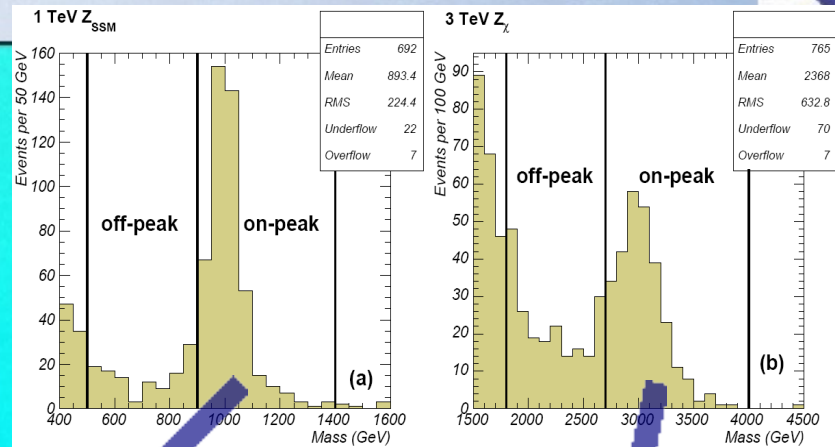 1 TeV Z_SSM
Entries 692
Mean 893.4
RMS 224.4
Underflow 22
Overflow 7
Events per 50 GeV
160
140
120
100
80
60
40
20
0
off-peak
on-peak
(a)
400 600 800 1000 1200 1400 1600
Mass (GeV)
3 TeV Z_χ
Entries 765
Mean 2368
RMS 632.8
Underflow 70
Overflow 7
Events per 100 GeV
90
80
70
60
50
40
30
20
10
0
off-peak
on-peak
(b)
1500 2000 2500 3000 3500 4000 4500
Mass (GeV)